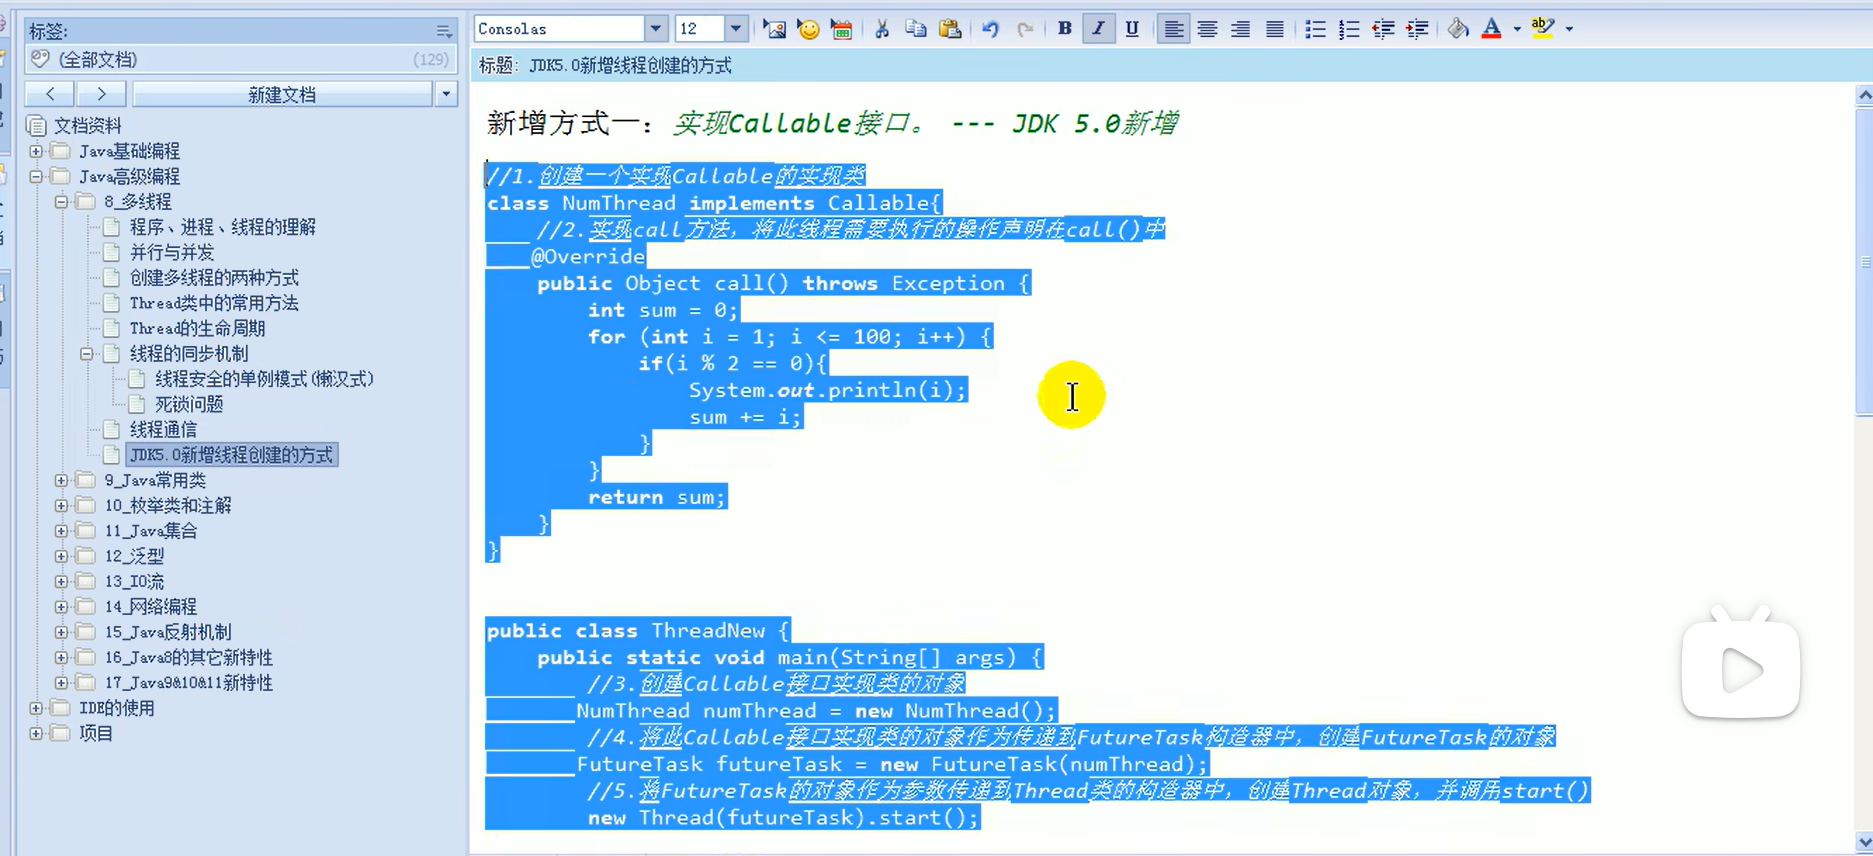 标签:
(全部文档) (129)
新建文档
文档资料
Java基础编程
Java高级编程
8_多线程
程序、进程、线程的理解
并行与并发
创建多线程的两种方式
Thread类中的常用方法
Thread的生命周期
线程的同步机制
线程安全的单例模式(懒汉式)
死锁问题
线程通信
JDK5.0新增线程创建的方式
9_Java常用类
10_枚举类和注解
11_Java集合
12_泛型
13_IO流
14_网络编程
15_Java反射机制
16_Java8的其它新特性
17_Java9&10&11新特性
IDE的使用
项目
Consolas 12 B I U A ab
标题: JDK5.0新增线程创建的方式
新增方式一：实现Callable接口。 --- JDK 5.0新增
//1.创建一个实现Callable的实现类
class NumThread implements Callable{
//2.实现call方法，将此线程需要执行的操作声明在call()中
@Override
public Object call() throws Exception {
int sum = 0;
for (int i = 1; i <= 100; i++) {
if(i % 2 == 0){
System.out.println(i);
sum += i;
}
}
return sum;
}
}
public class ThreadNew {
public static void main(String[] args) {
//3.创建Callable接口实现类的对象
NumThread numThread = new NumThread();
//4.将此Callable接口实现类的对象作为传递到FutureTask构造器中，创建FutureTask的对象
FutureTask futureTask = new FutureTask(numThread);
//5.将FutureTask的对象作为参数传递到Thread类的构造器中，创建Thread对象，并调用start()
new Thread(futureTask).start();